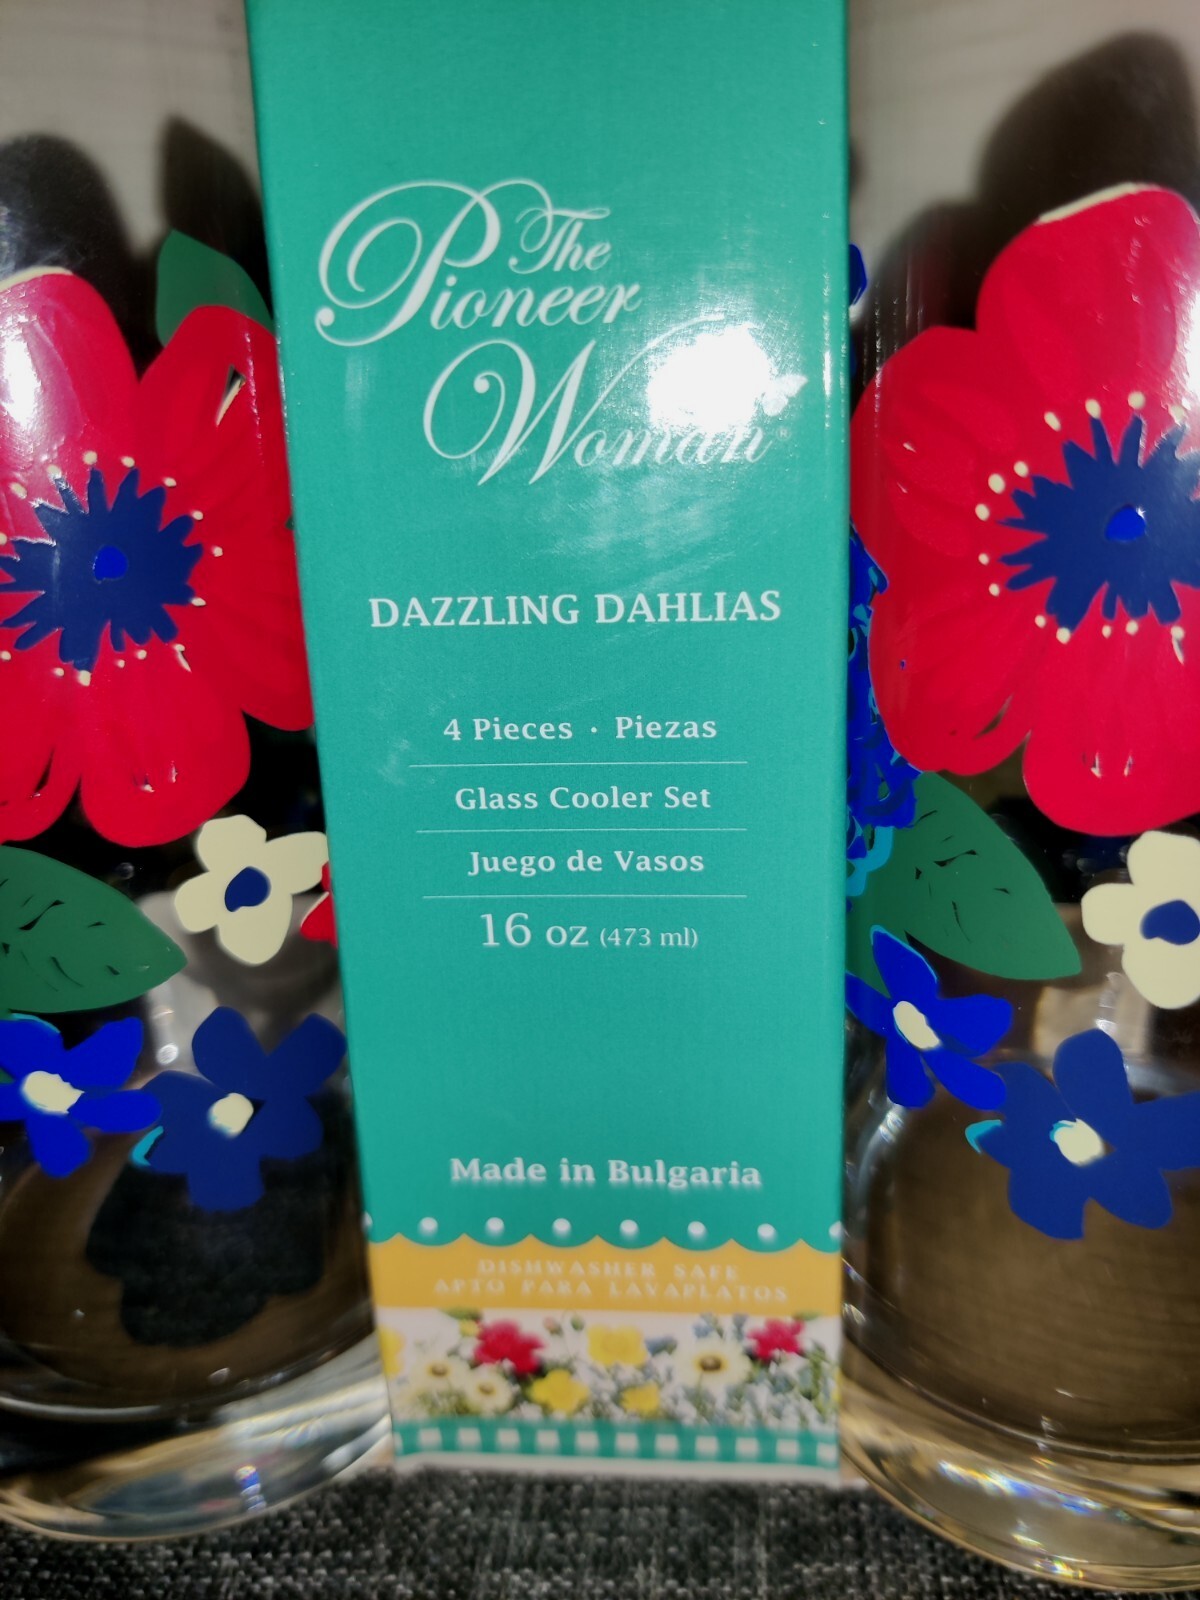 The
Pioneer
Woman
DAZZLING DAHLIAS
4 Pieces · Piezas
Glass Cooler Set
Juego de Vasos
16 oz (473 ml)
Made in Bulgaria
DISHWASHER SAFE
APTO PARA LAVAPLATOS